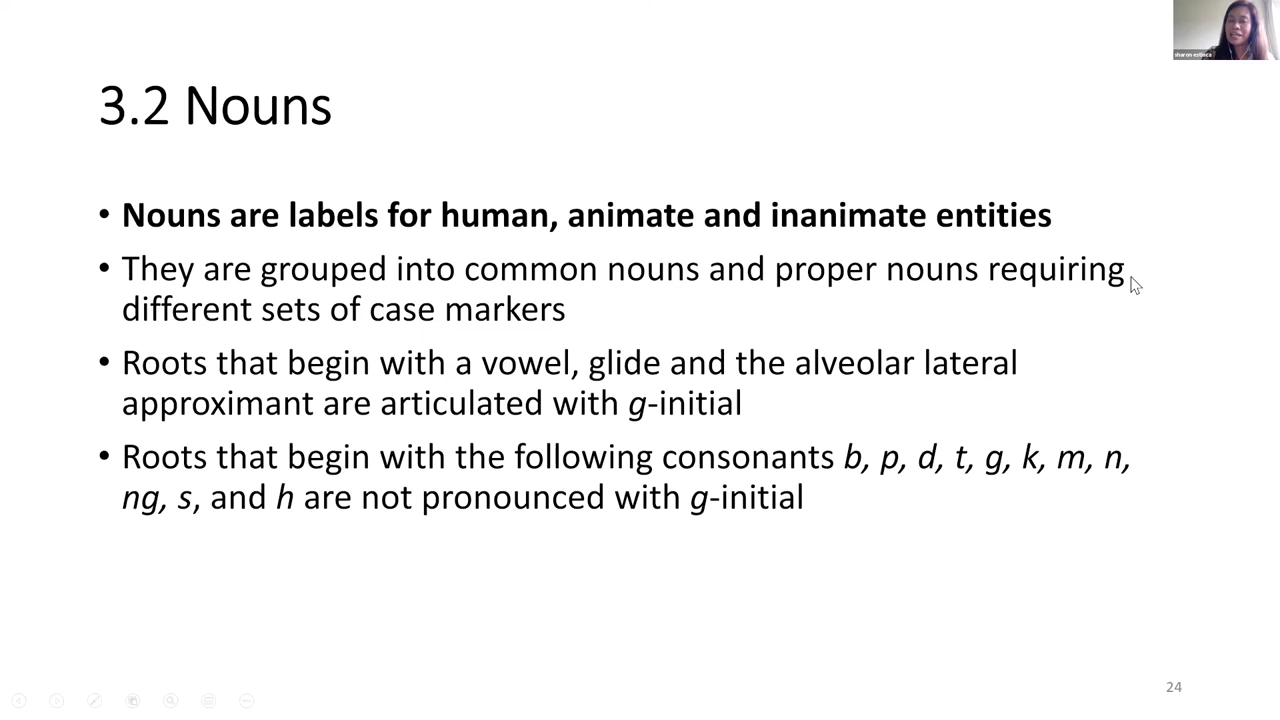 sharon estioca
3.2 Nouns
• Nouns are labels for human, animate and inanimate entities
• They are grouped into common nouns and proper nouns requiring
different sets of case markers
• Roots that begin with a vowel, glide and the alveolar lateral
approximant are articulated with g-initial
• Roots that begin with the following consonants b, p, d, t, g, k, m, n,
ng, s, and h are not pronounced with g-initial
24